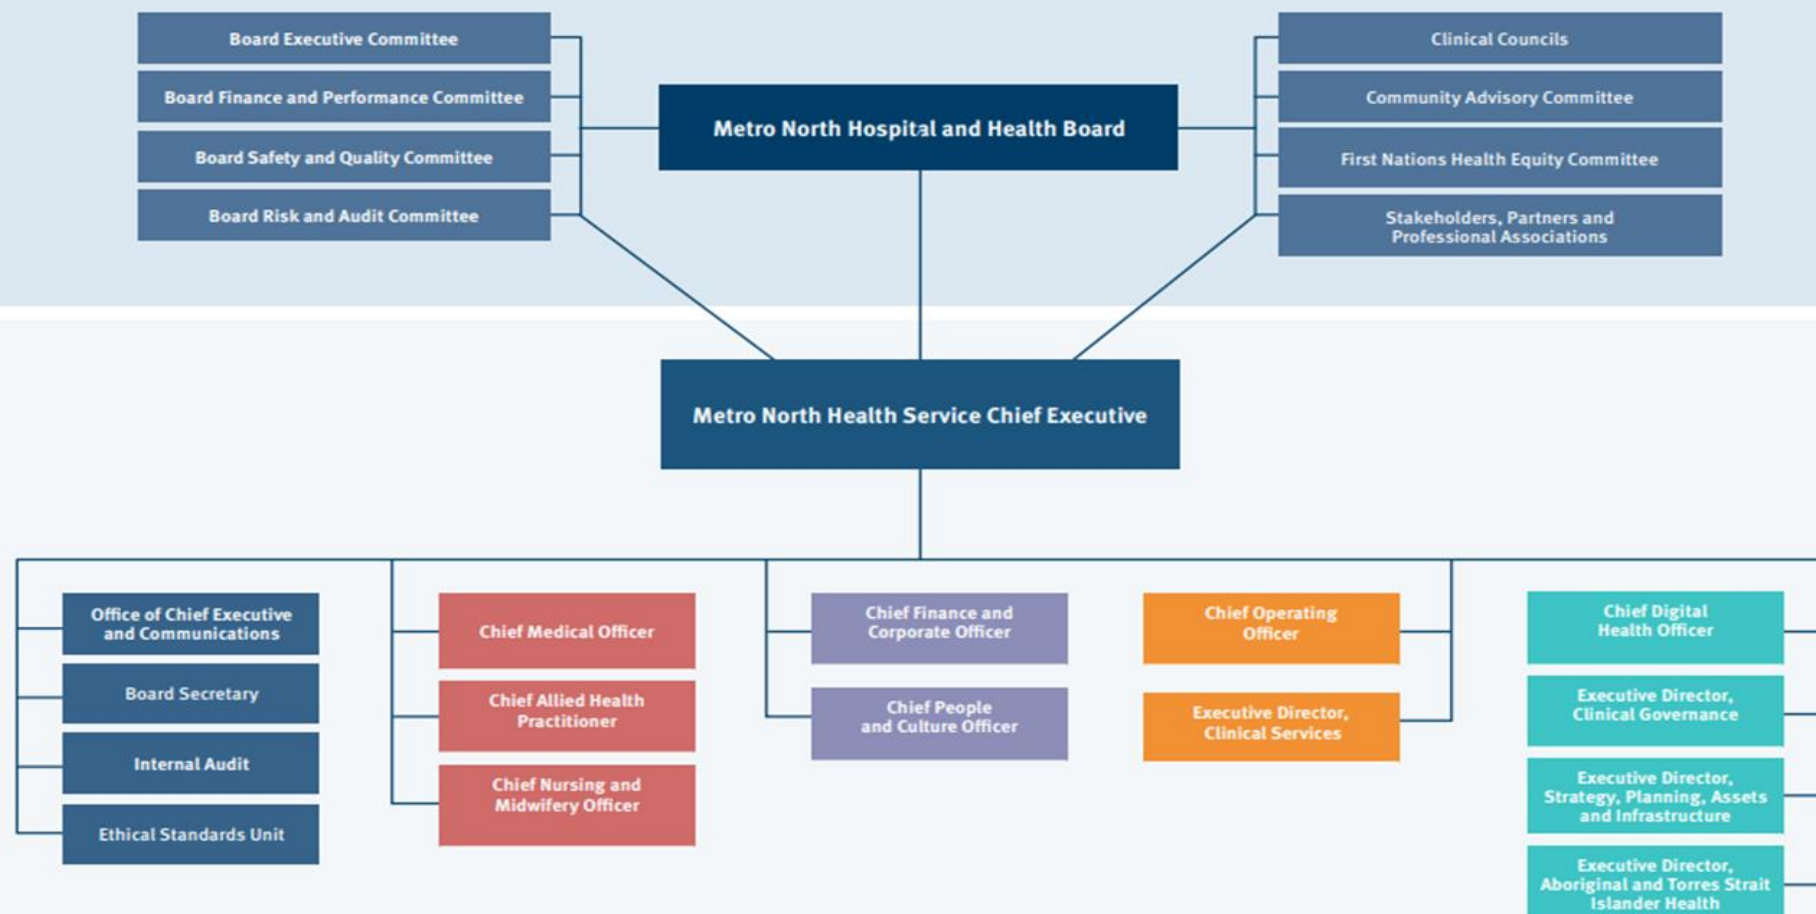 Board Executive Committee
Board Finance and Performance Committee
Board Safety and Quality Committee
Board Risk and Audit Committee
Metro North Hospital and Health Board
Clinical Councils
Community Advisory Committee
First Nations Health Equity Committee
Stakeholders, Partners and
Professional Associations
Metro North Health Service Chief Executive
Office of Chief Executive
and Communications
Board Secretary
Internal Audit
Ethical Standards Unit
Chief Medical Officer
Chief Allied Health
Practitioner
Chief Nursing and
Midwifery Officer
Chief Finance and
Corporate Officer
Chief People
and Culture Officer
Chief Operating
Officer
Executive Director,
Clinical Services
Chief Digital
Health Officer
Executive Director,
Clinical Governance
Executive Director,
Strategy, Planning, Assets
and Infrastructure
Executive Director,
Aboriginal and Torres Strait
Islander Health